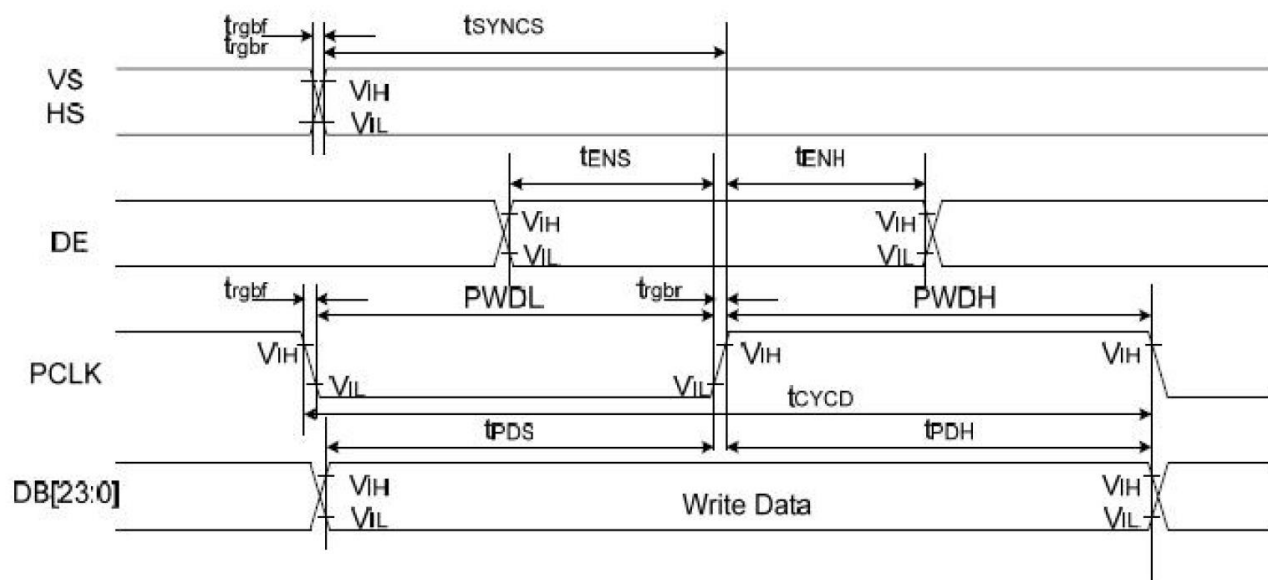 trgbf tSYNCS
trgbr
VS
HS
VIH
VIL
tENS tENH
DE
VIH VIH
VIL VIL
trgbf PWDL trgbr PWDH
PCLK
VIH VIH VIH
VIL VIL
tCYCD
tPDS tPDH
DB[23:0]
VIH VIH
Write Data
VIL VIL